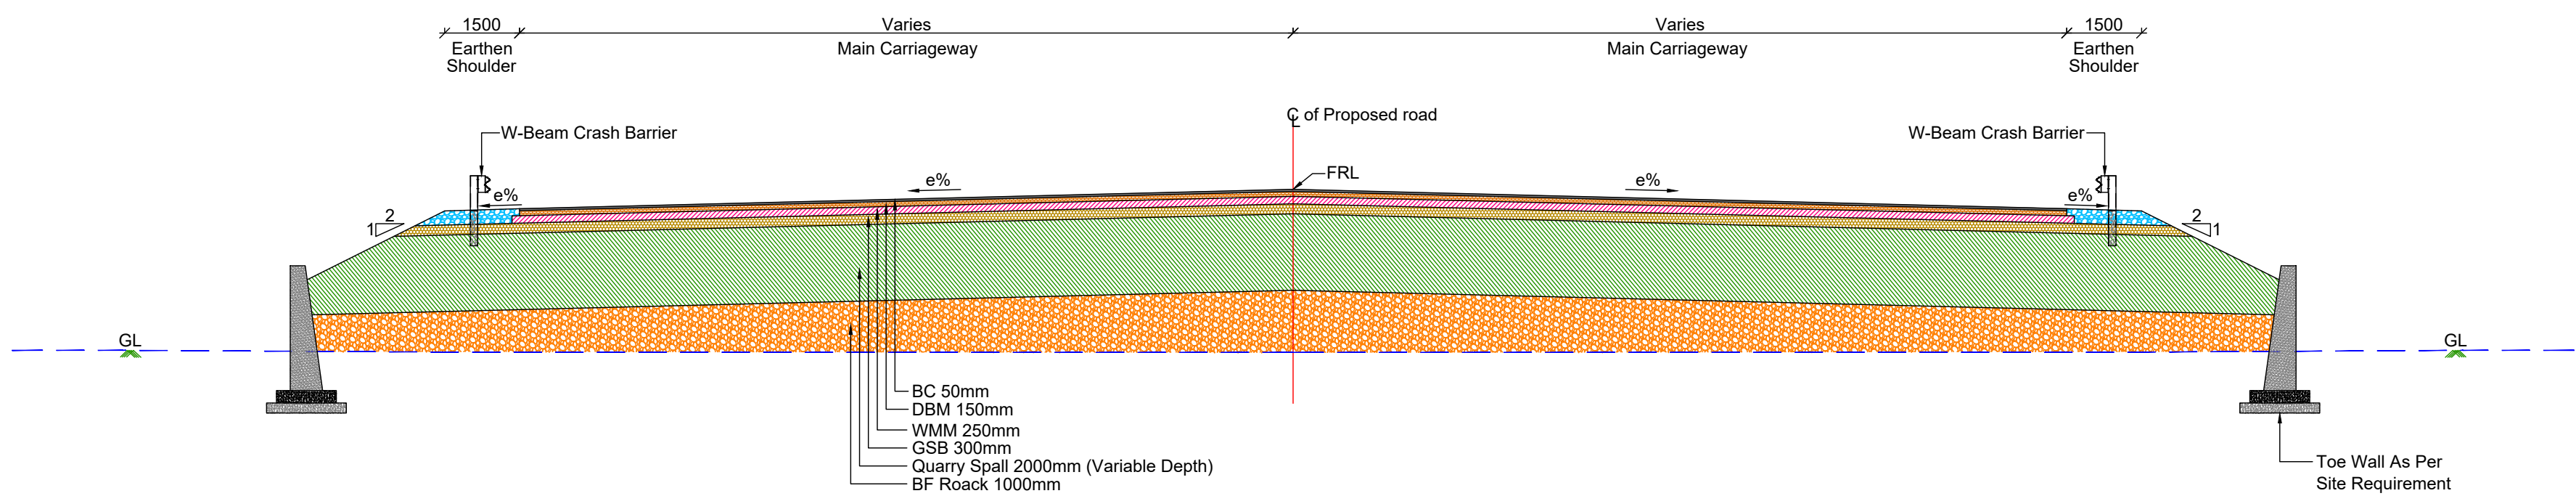 1500
Varies
Varies
1500
Earthen
Shoulder
Main Carriageway
Main Carriageway
Earthen
Shoulder
CL of Proposed road
W-Beam Crash Barrier
W-Beam Crash Barrier
FRL
e%
e%
e%
e%
2
1
2
1
GL
GL
BC 50mm
DBM 150mm
WMM 250mm
GSB 300mm
Quarry Spall 2000mm (Variable Depth)
BF Roack 1000mm
Toe Wall As Per
Site Requirement